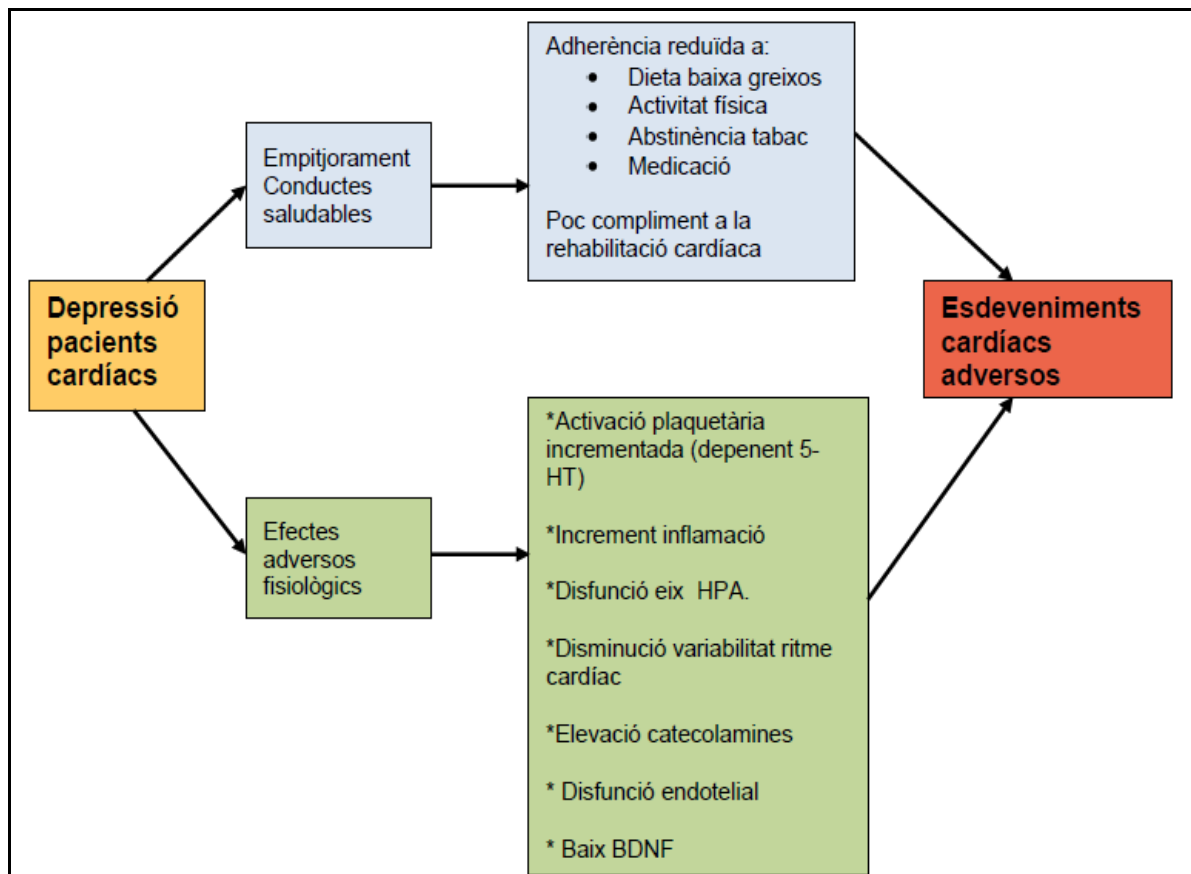 Adherència reduïda a:
• Dieta baixa greixos
• Activitat física
• Abstinència tabac
• Medicació
Poc compliment a la
rehabilitació cardíaca
Empitjorament
Conductes
saludables
Depressió
pacients
cardíacs
Esdeveniments
cardíacs
adversos
Efectes
adversos
fisiològics
*Activació plaquetària
incrementada (depenent 5-
HT)
*Increment inflamació
*Disfunció eix HPA.
*Disminució variabilitat ritme
cardíac
*Elevació catecolamines
* Disfunció endotelial
* Baix BDNF